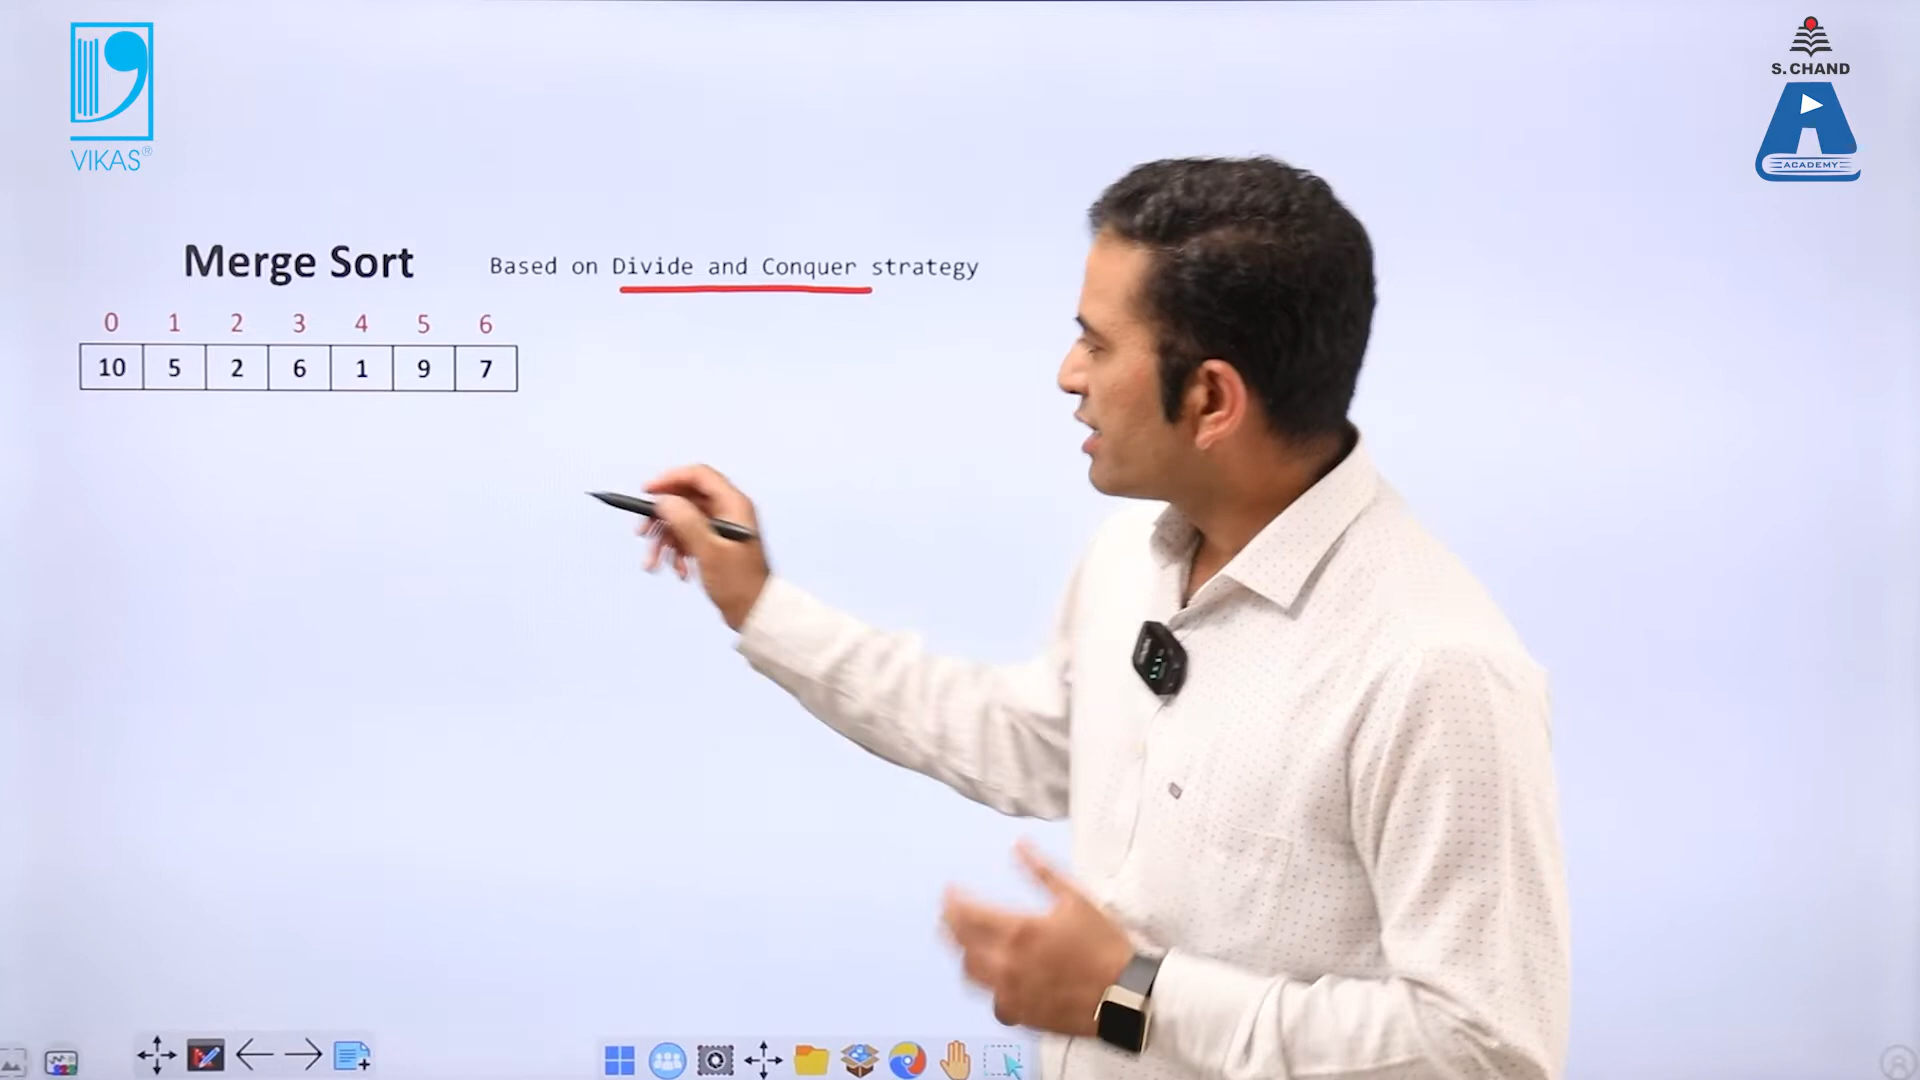 VIKAS®
S. CHAND
ACADEMY
Merge Sort
Based on Divide and Conquer strategy
0 1 2 3 4 5 6
10 5 2 6 1 9 7